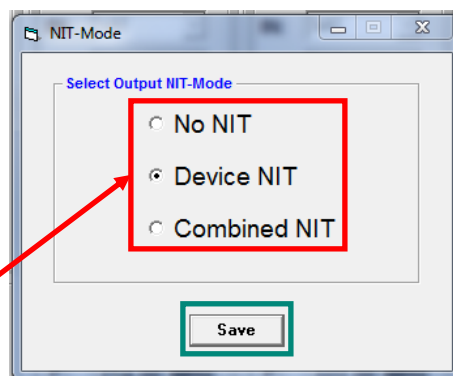 NIT-Mode
Select Output NIT-Mode
No NIT
Device NIT
Combined NIT
Save